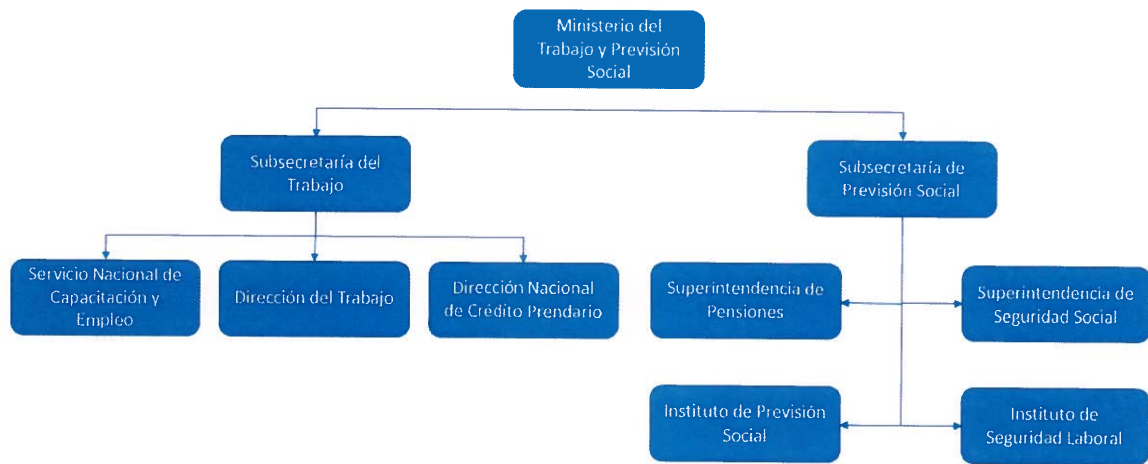 Ministerio del
Trabajo y Previsión
Social
Subsecretaría del
Trabajo
Subsecretaría de
Previsión Social
Servicio Nacional de
Capacitación y
Empleo
Dirección del Trabajo
Dirección Nacional
de Crédito Prendario
Superintendencia de
Pensiones
Superintendencia de
Seguridad Social
Instituto de Previsión
Social
Instituto de
Seguridad Laboral